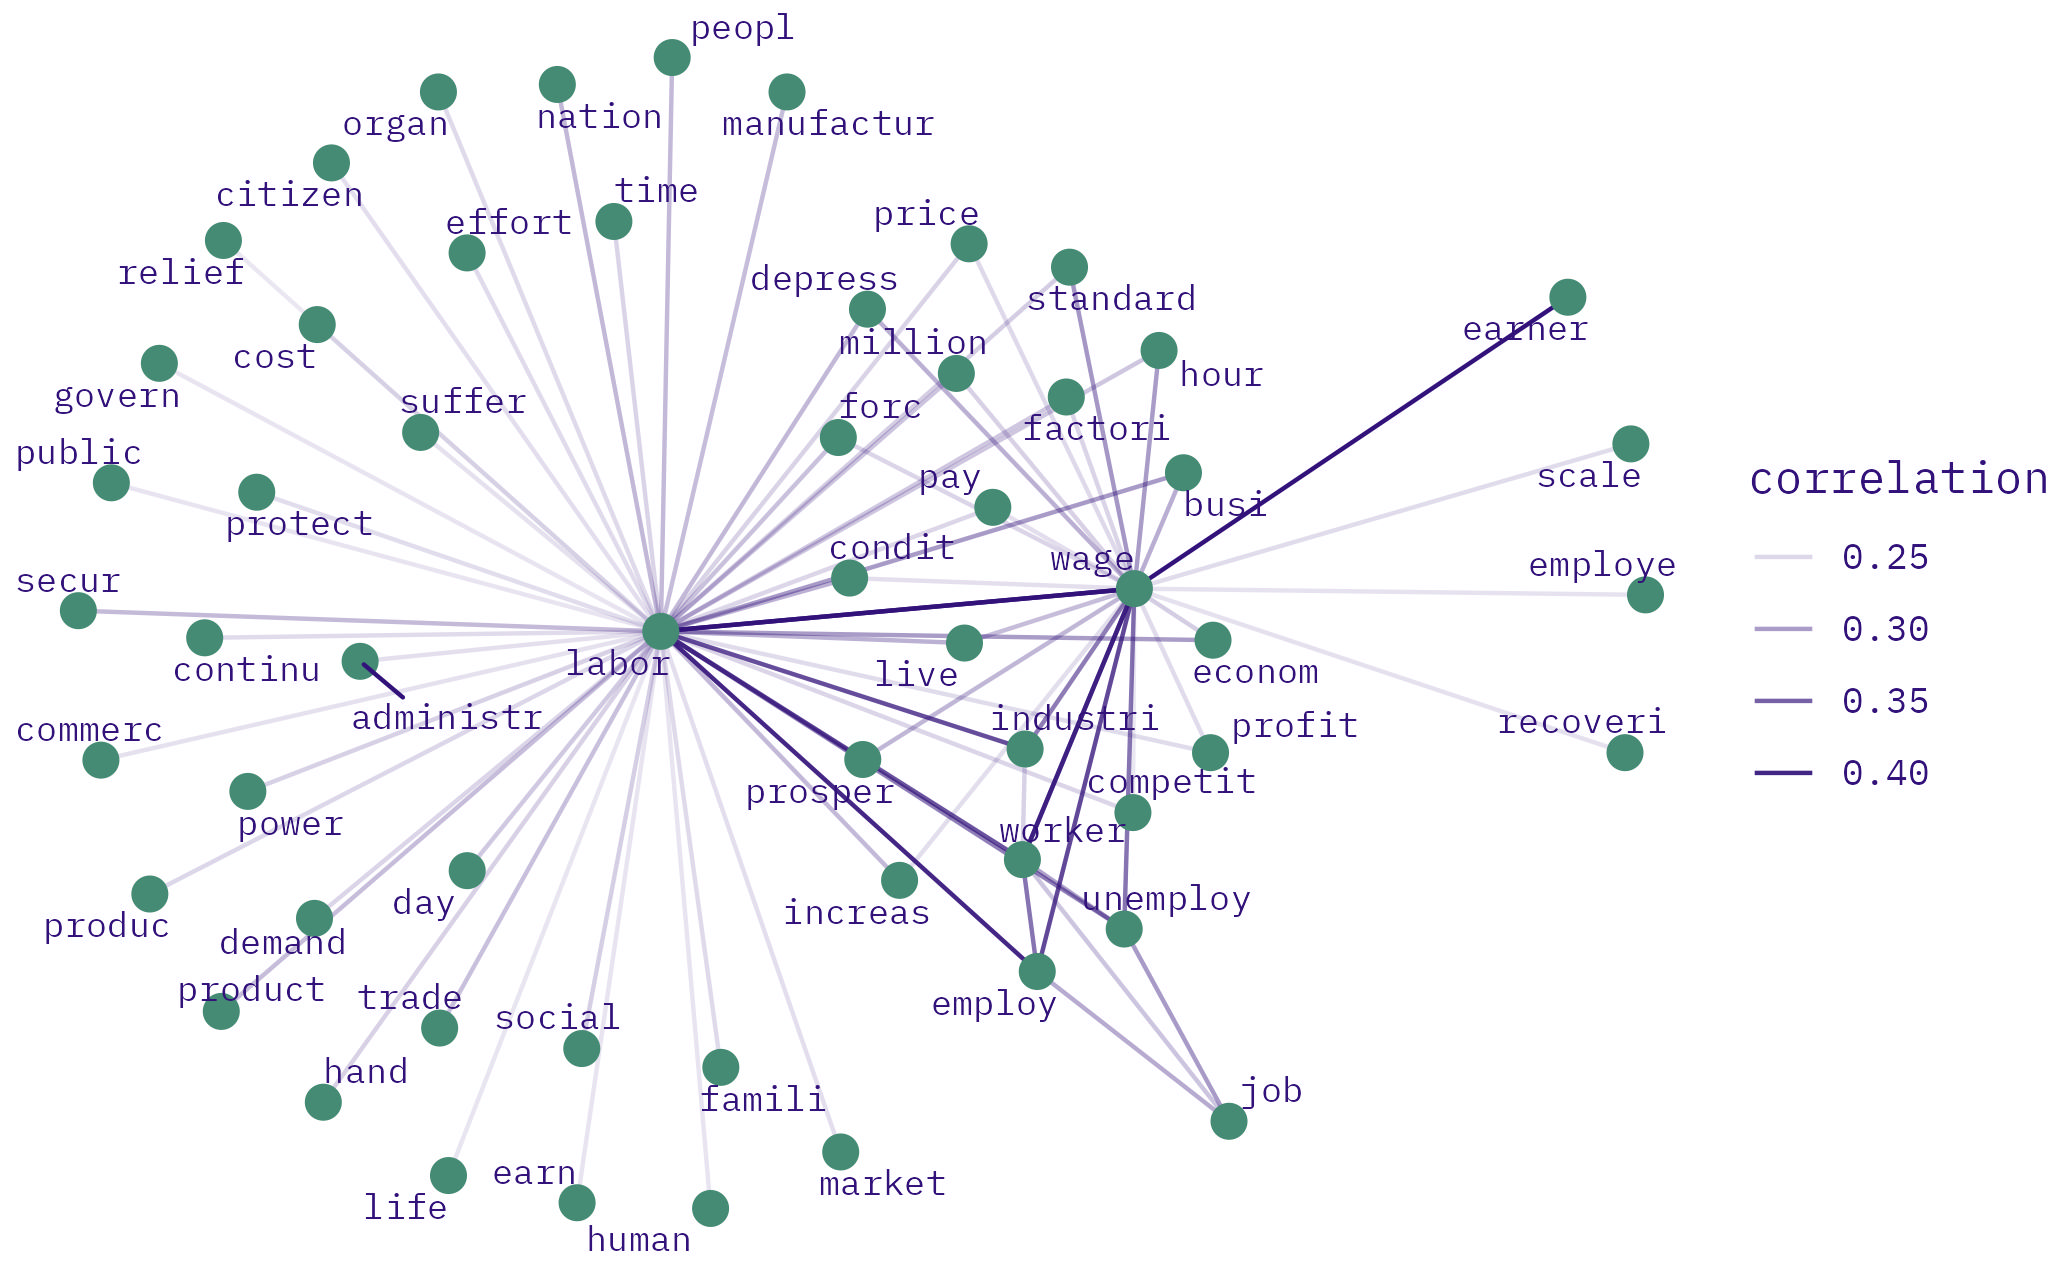 peopl
organ
nation
manufactur
citizen
effort
time
price
relief
depress
standard
million
earner
cost
hour
govern
suffer
forc
factori
public
pay
scale
correlation
protect
busi
condit
wage
employe
0.25
secur
0.30
continu
labor
live
econom
0.35
administr
industri
profit
recoveri
commerc
prosper
competit
0.40
power
worker
produc
demand
day
increas
unemploy
product
trade
social
employ
hand
famili
job
life
earn
market
human